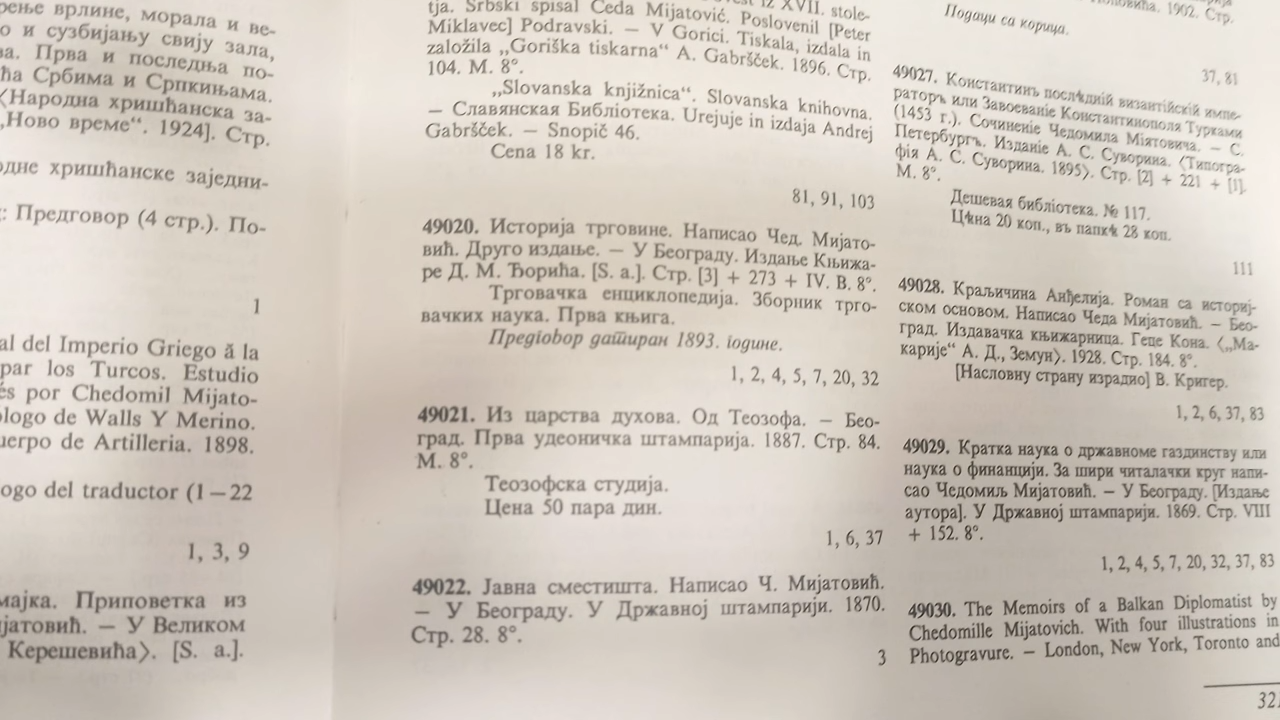 рење врлине, морала и ве-
о и сузбијању свију зала,
ва. Прва и последња по-
ћа Србима и Српкињама.
⟨Народна хришћанска за-
„Ново време“. 1924]. Стр.
одне хришћанске заједни-
: Предговор (4 стр.). По-
1
al del Imperio Griego á la
par los Turcos. Estudio
és por Chedomil Mijato-
ologo de Walls Y Merino.
uerpo de Artilleria. 1898.
ogo del traductor (1—22
1, 3, 9
мајка. Приповетка из
ијатовић. — У Великом
Керешевића⟩. [S. a.].
iz XVII. stole-
tja. Srbski spisal Čeda Mijatović. Poslovenil [Peter
Miklavec] Podravski. — V Gorici. Tiskala, izdala in
založila „Goriška tiskarna“ A. Gabršček. 1896. Стр.
104. М. 8°.
„Slovanska knjižnica“. Slovanska knihovna.
— Славянская Библіотека. Urejuje in izdaja Andrej
Gabršček. — Snopič 46.
Cena 18 kr.
81, 91, 103
49020. Историја трговине. Написао Чед. Мијато-
вић. Друго издање. — У Београду. Издање Књижа-
ре Д. М. Ђорића. [S. a.]. Стр. [3] + 273 + IV. В. 8°.
Трговачка енциклопедија. Зборник трго-
вачких наука. Прва књига.
Предговор датиран 1893. године.
1, 2, 4, 5, 7, 20, 32
49021. Из царства духова. Од Теозофа. — Бео-
град. Прва удеоничка штампарија. 1887. Стр. 84.
М. 8°.
Теозофска студија.
Цена 50 пара дин.
1, 6, 37
49022. Јавна сместишта. Написао Ч. Мијатовић.
— У Београду. У Државној штампарији. 1870.
Стр. 28. 8°.
3
1902. Стр.
Подаци са корица.
37, 81
49027. Константинъ послѣдній византійскій импе-
раторъ или Завоеваніе Константинополя Турками
(1453 г.). Сочиненіе Чедомила Міятовича. — С.
Петербургъ. Изданіе А. С. Суворина. ⟨Типогра-
фія А. С. Суворина. 1895⟩. Стр. [2] + 221 + [1].
М. 8°.
Дешевая библіотека. № 117.
Цѣна 20 коп., въ папкѣ 28 коп.
111
49028. Краљичина Анђелија. Роман са историј-
ском основом. Написао Чеда Мијатовић. — Бео-
град. Издавачка књижарница. Геце Кона. ⟨„Ма-
карије“ А. Д., Земун⟩. 1928. Стр. 184. 8°.
[Насловну страну израдио] В. Кригер.
1, 2, 6, 37, 83
49029. Кратка наука о државноме газдинству или
наука о финанцији. За шири читалачки круг напи-
сао Чедомиљ Мијатовић. — У Београду. [Издање
аутора]. У Државној штампарији. 1869. Стр. VIII
+ 152. 8°.
1, 2, 4, 5, 7, 20, 32, 37, 83
49030. The Memoirs of a Balkan Diplomatist by
Chedomille Mijatovich. With four illustrations in
Photogravure. — London, New York, Toronto and